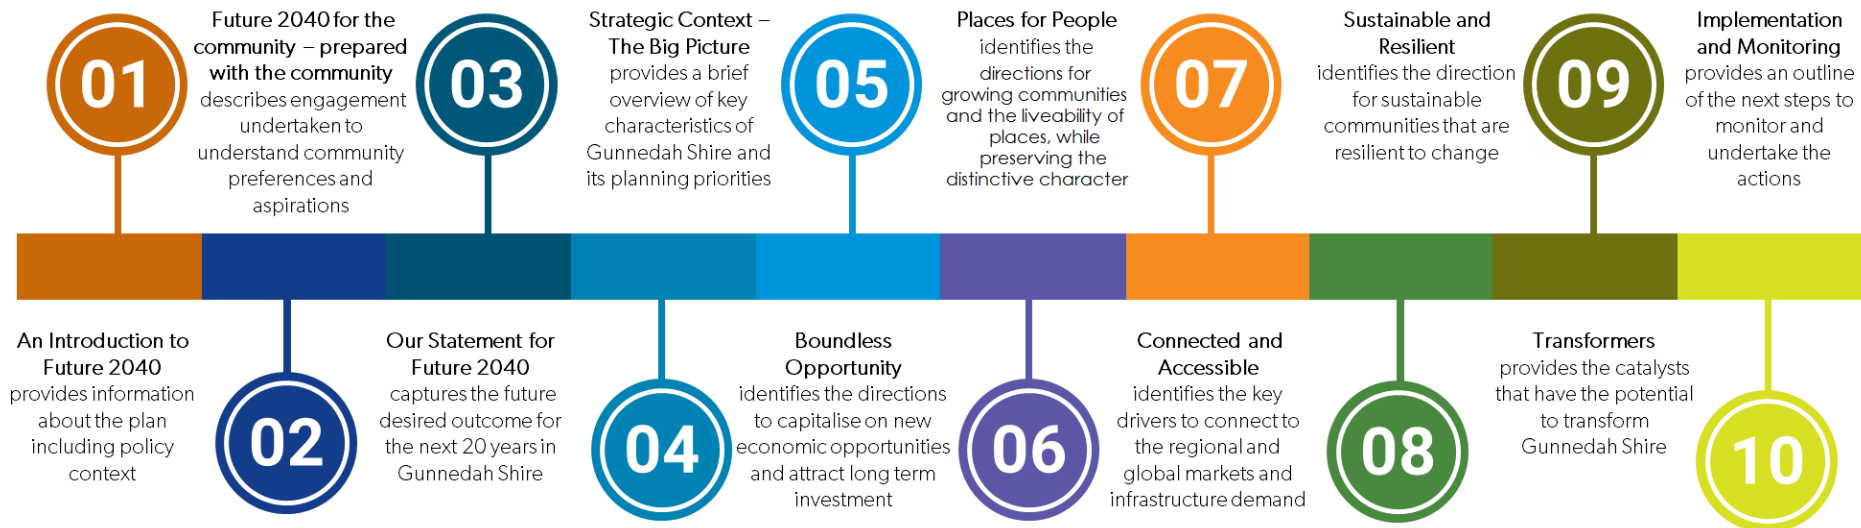 01
An Introduction to
Future 2040
provides information
about the plan
including policy
context
02
Future 2040 for the
community – prepared
with the community
describes engagement
undertaken to
understand community
preferences and
aspirations
03
Our Statement for
Future 2040
captures the future
desired outcome for
the next 20 years in
Gunnedah Shire
04
Strategic Context –
The Big Picture
provides a brief
overview of key
characteristics of
Gunnedah Shire and
its planning priorities
05
Boundless
Opportunity
identifies the directions
to capitalise on new
economic opportunities
and attract long term
investment
06
Places for People
identifies the
directions for
growing communities
and the liveability of
places, while
preserving the
distinctive character
07
Connected and
Accessible
identifies the key
drivers to connect to
the regional and
global markets and
infrastructure demand
08
Sustainable and
Resilient
identifies the direction
for sustainable
communities that are
resilient to change
09
Transformers
provides the catalysts
that have the potential
to transform
Gunnedah Shire
10
Implementation
and Monitoring
provides an outline
of the next steps to
monitor and
undertake the
actions